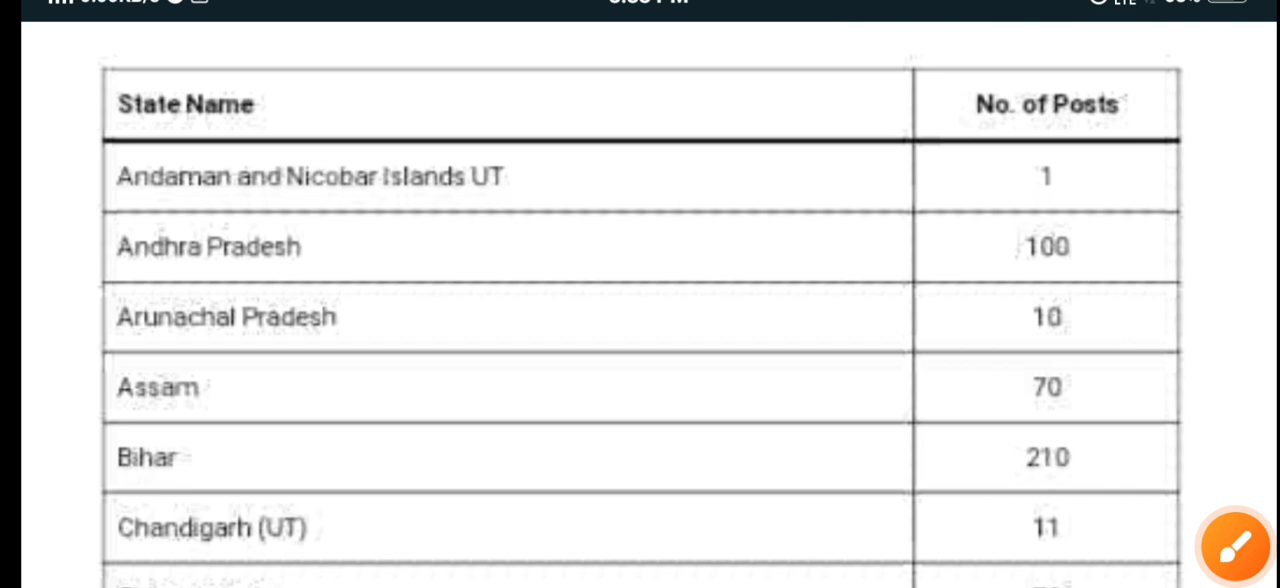 State Name No. of Posts
Andaman and Nicobar Islands UT 1
Andhra Pradesh 100
Arunachal Pradesh 10
Assam 70
Bihar 210
Chandigarh (UT) 11